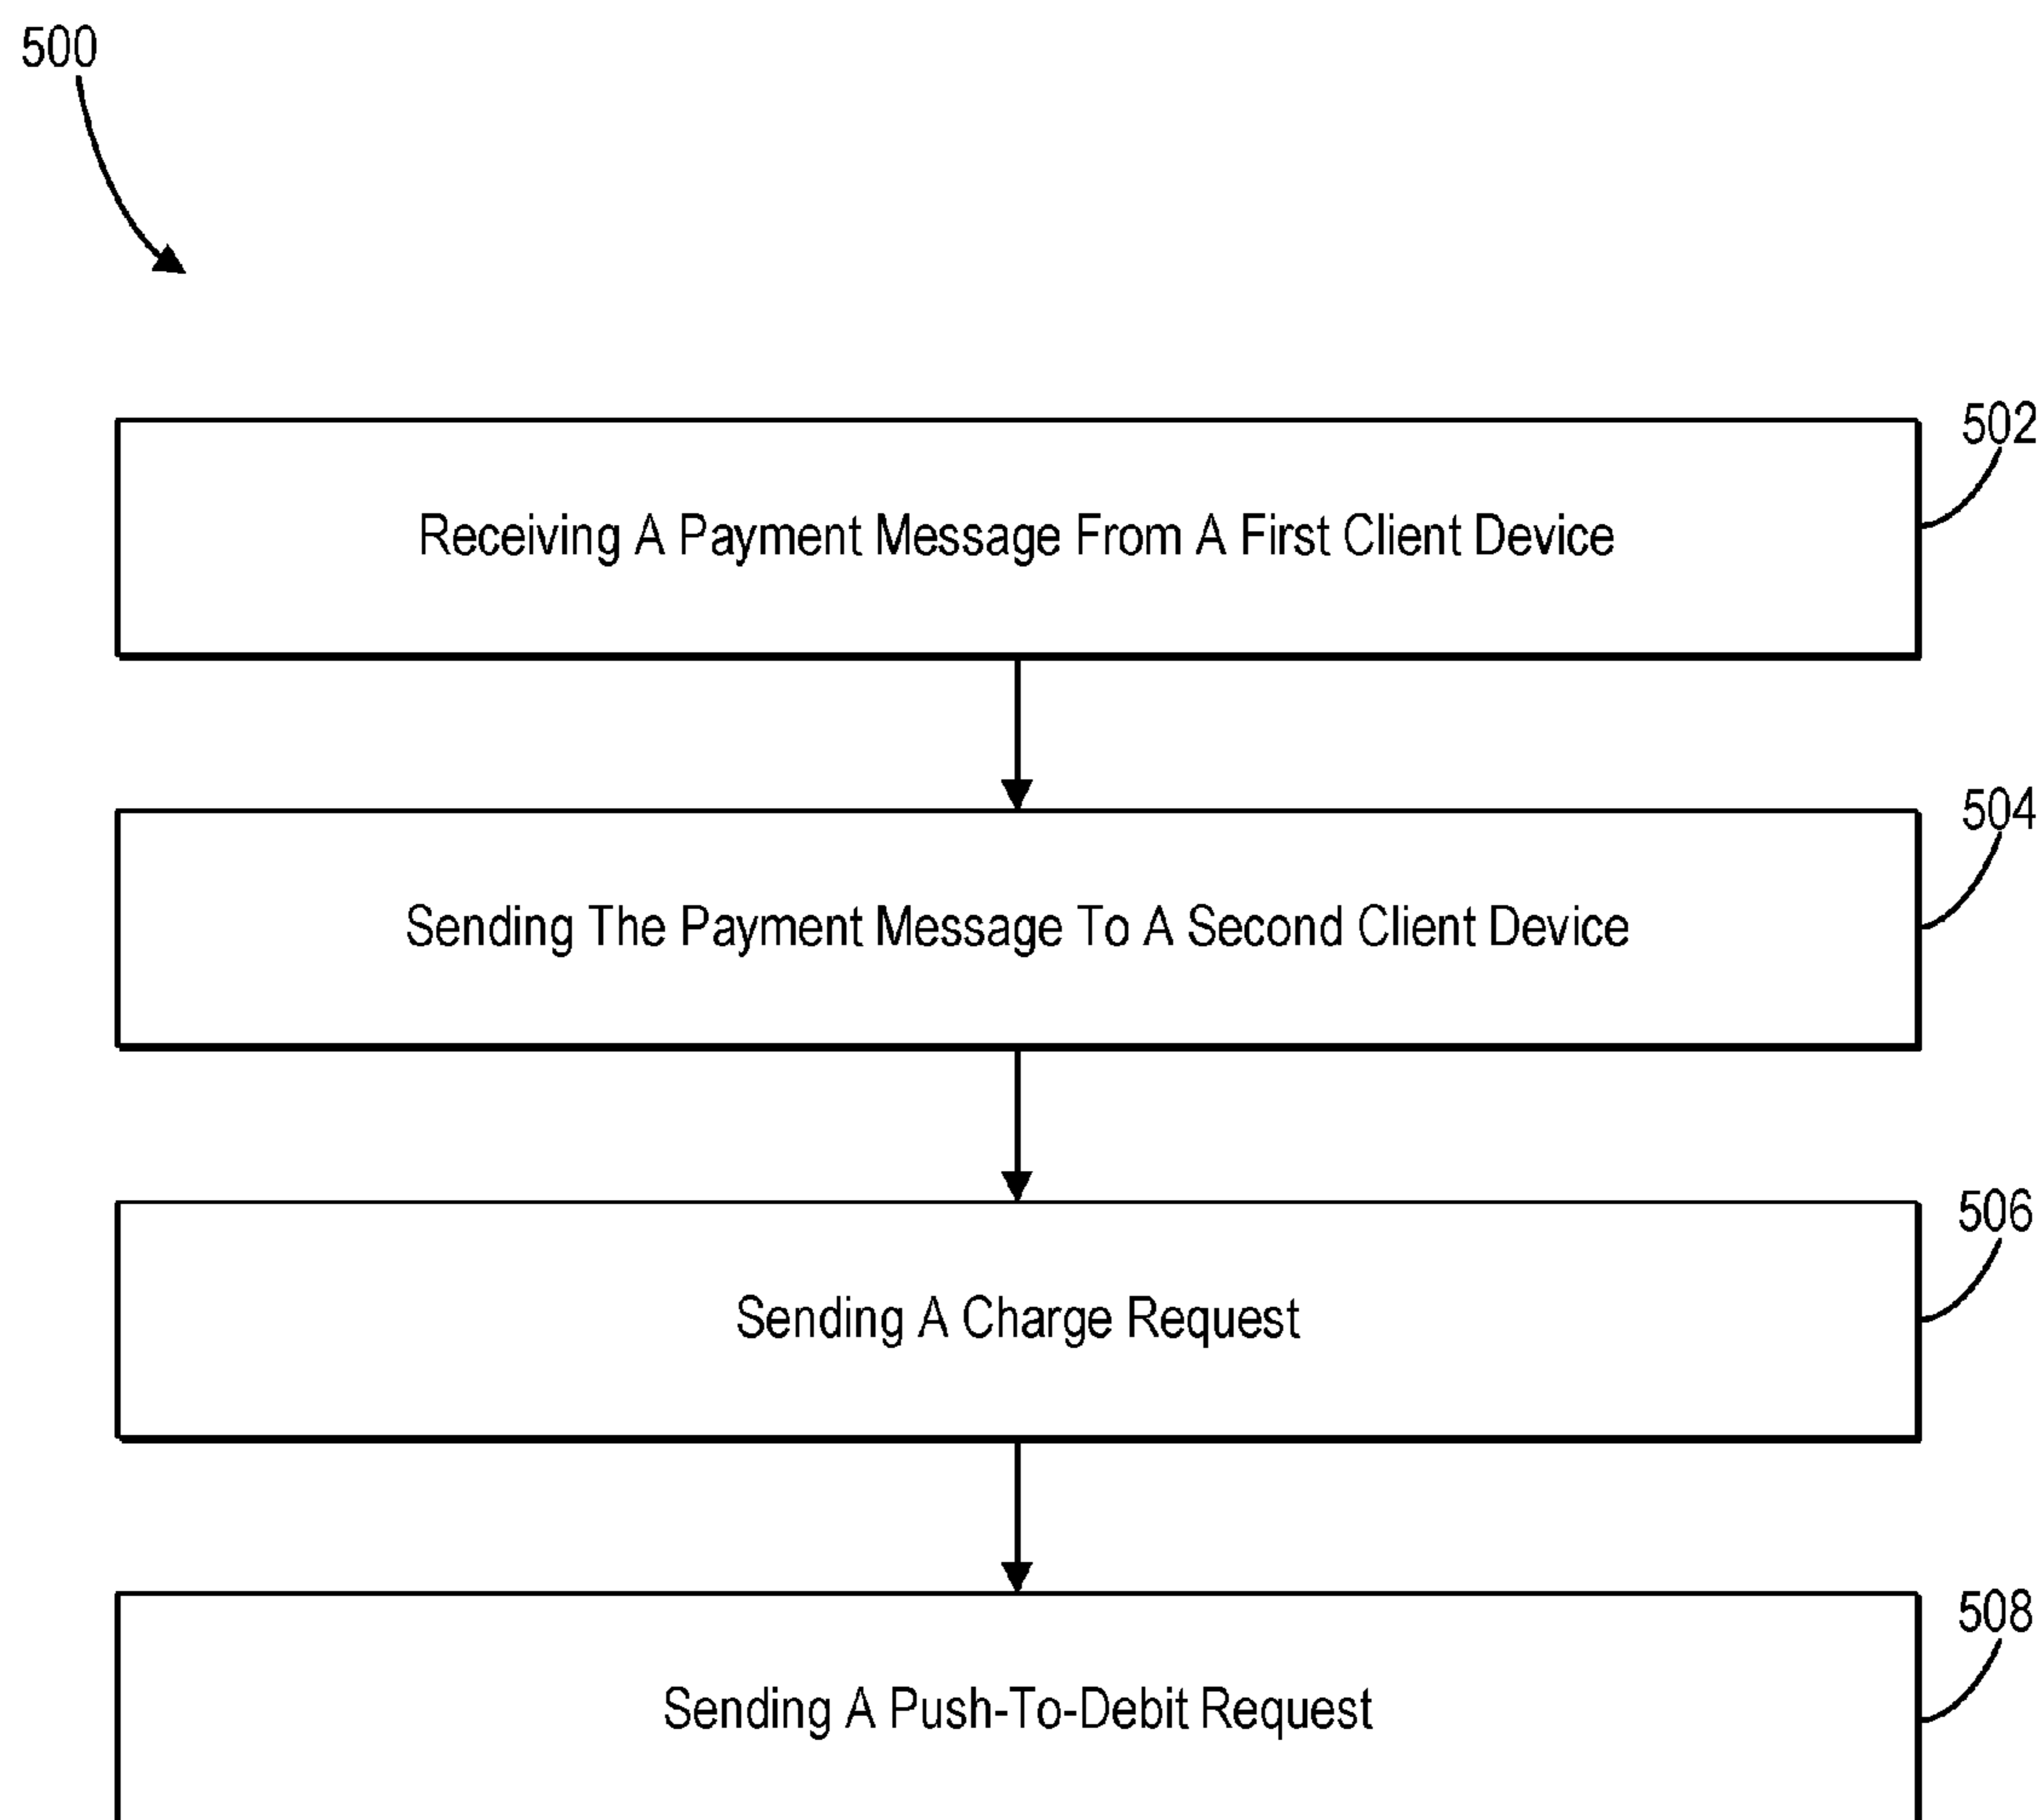 500
502
Receiving A Payment Message From A First Client Device
504
Sending The Payment Message To A Second Client Device
506
Sending A Charge Request
508
Sending A Push-To-Debit Request